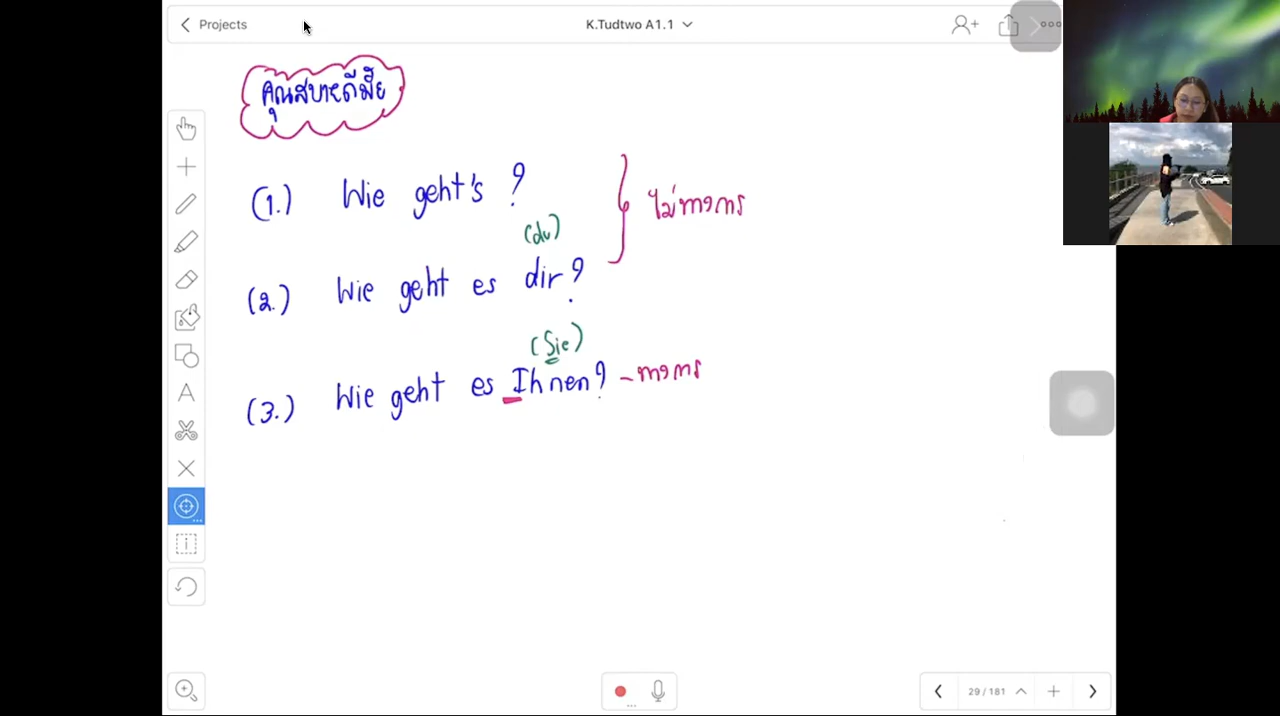 Projects
K.Tudtwo A1.1
คุณสบายดีมั้ย
(1.) Wie geht's ?
ไม่ทางการ
(du)
(2.) Wie geht es dir?
(Sie)
(3.) Wie geht es Ihnen? - ทางการ
29 / 181